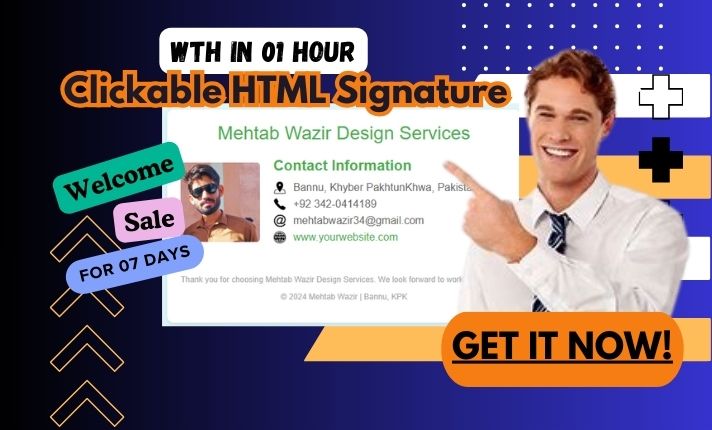 WTH IN 01 HOUR
Clickable HTML Signature
Mehtab Wazir Design Services
Contact Information
Bannu, Khyber PakhtunKhwa, Pakista
+92 342-0414189
mehtabwazir34@gmail.com
www.yourwebsite.com
Thank you for choosing Mehtab Wazir Design Services. We look forward to work
© 2024 Mehtab Wazir | Bannu, KPK
Welcome
Sale
FOR 07 DAYS
GET IT NOW!